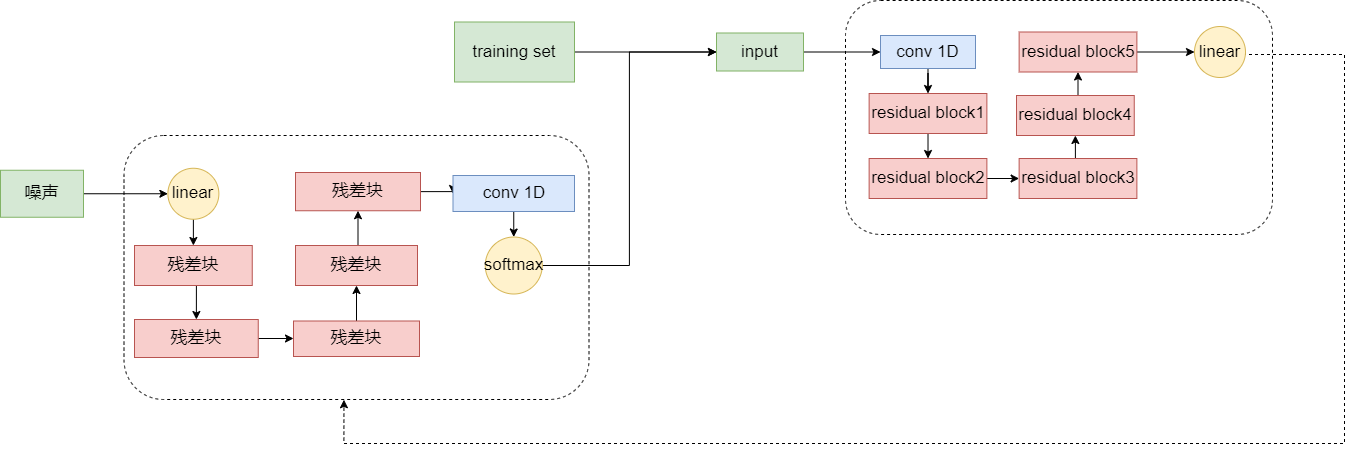 training set
input
conv 1D
residual block1
residual block2
residual block3
residual block4
residual block5
linear
噪声
linear
残差块
残差块
残差块
残差块
残差块
conv 1D
softmax